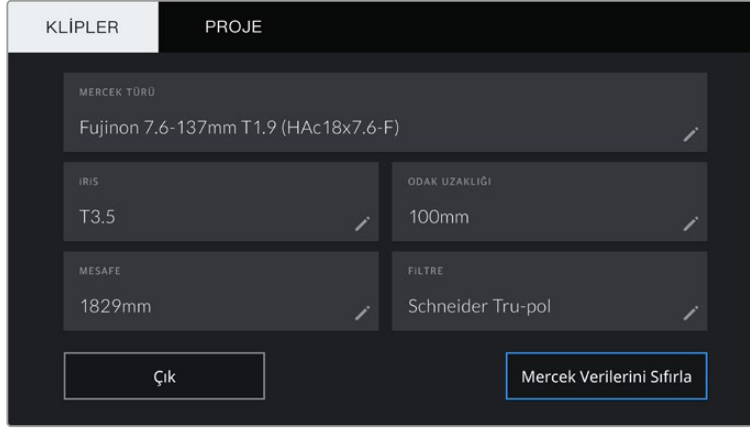 KLİPLER
PROJE
MERCEK TÜRÜ
Fujinon 7.6-137mm T1.9 (HAc18x7.6-F)
İRİS
ODAK UZAKLIĞI
T3.5
100mm
MESAFE
FİLTRE
1829mm
Schneider Tru-pol
Çık
Mercek Verilerini Sıfırla